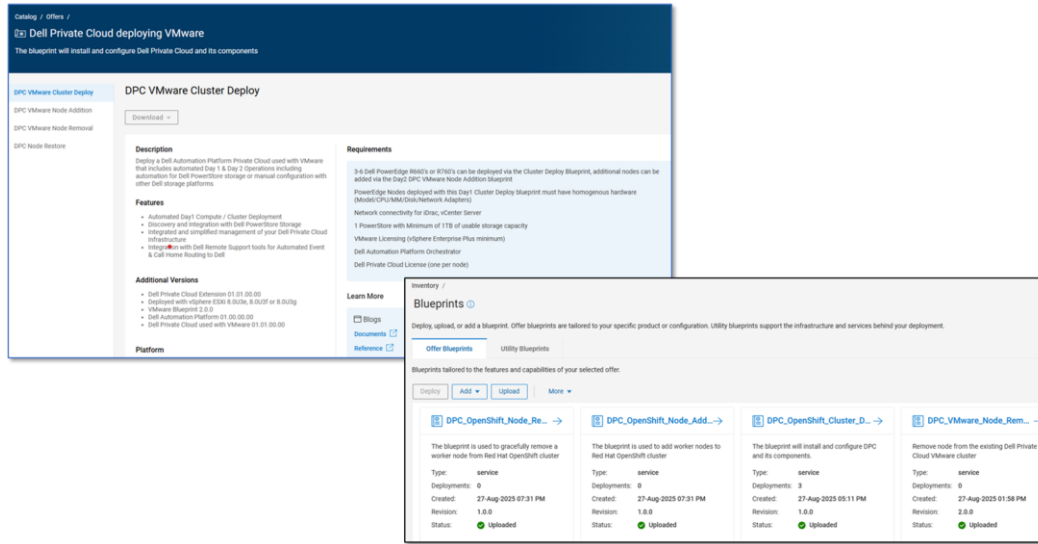 Catalog / Offers /
Dell Private Cloud deploying VMware
The blueprint will install and configure Dell Private Cloud and its components
DPC VMware Cluster Deploy
DPC VMware Node Addition
DPC VMware Node Removal
DPC Node Restore
DPC VMware Cluster Deploy
Download
Description
Deploy a Dell Automation Platform Private Cloud used with VMware
that includes automated Day 1 & Day 2 Operations including
automation for Dell PowerStore storage or manual configuration with
other Dell storage platforms
Features
Automated Day1 Compute / Cluster Deployment
Discovery and Integration with Dell PowerStore Storage
Integrated and simplified management of your Dell Private Cloud
Infrastructure
Integration with Dell Remote Support tools for Automated Event
& Call Home Routing to Dell
Additional Versions
Dell Private Cloud Extension 01.01.00.00
Deployed with vSphere ESXi 8.0U3e, 8.0U3f or 8.0U3g
VMware Blueprint 2.0.0
Dell Automation Platform 01.00.00.00
Dell Private Cloud used with VMware 01.01.00.00
Platform
Requirements
3-6 Dell PowerEdge R660's or R760's can be deployed via the Cluster Deploy Blueprint, additional nodes can be
added via the Day2 DPC VMware Node Addition blueprint
PowerEdge Nodes deployed with this Day1 Cluster Deploy blueprint must have homogenous hardware
(Model/CPU/MM/Disk/Network Adapters)
Network connectivity for iDrac, vCenter Server
1 PowerStore with Minimum of 1TB of usable storage capacity
VMware Licensing (vSphere Enterprise Plus minimum)
Dell Automation Platform Orchestrator
Dell Private Cloud License (one per node)
Learn More
Blogs
Documents
Reference
Inventory /
Blueprints
Deploy, upload, or add a blueprint. Offer blueprints are tailored to your specific product or configuration. Utility blueprints support the infrastructure and services behind your deployment.
Offer Blueprints Utility Blueprints
Blueprints tailored to the features and capabilities of your selected offer.
Deploy Add Upload More
DPC_OpenShift_Node_Re...
The blueprint is used to gracefully remove a
worker node from Red Hat OpenShift cluster
Type: service
Deployments: 0
Created: 27-Aug-2025 07:31 PM
Revision: 1.0.0
Status: Uploaded
DPC_OpenShift_Node_Add...
The blueprint is used to add worker nodes to
Red Hat OpenShift cluster
Type: service
Deployments: 0
Created: 27-Aug-2025 07:31 PM
Revision: 1.0.0
Status: Uploaded
DPC_OpenShift_Cluster_D...
The blueprint will install and configure DPC
and its components.
Type: service
Deployments: 3
Created: 27-Aug-2025 05:11 PM
Revision: 1.0.0
Status: Uploaded
DPC_VMware_Node_Rem...
Remove node from the existing Dell Private
Cloud VMware cluster
Type: service
Deployments: 0
Created: 27-Aug-2025 01:58 PM
Revision: 2.0.0
Status: Uploaded